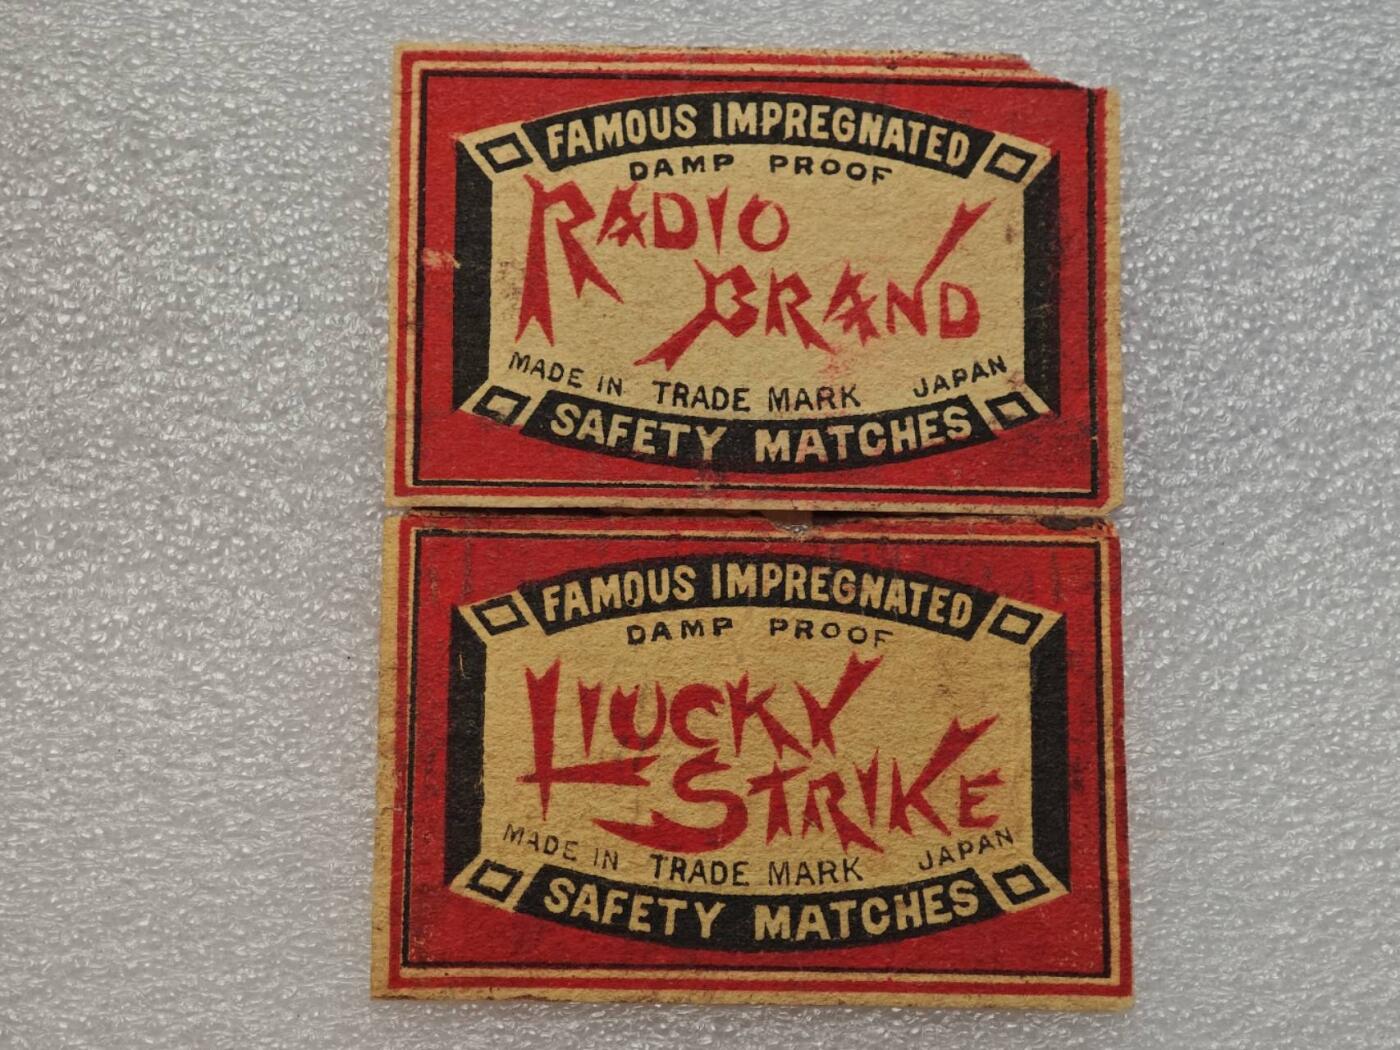 FAMOUS IMPREGNATED
DAMP PROOF
RADIO
BRAND
MADE IN TRADE MARK JAPAN
SAFETY MATCHES
FAMOUS IMPREGNATED
DAMP PROOF
LUCKY
STRIKE
MADE IN TRADE MARK JAPAN
SAFETY MATCHES